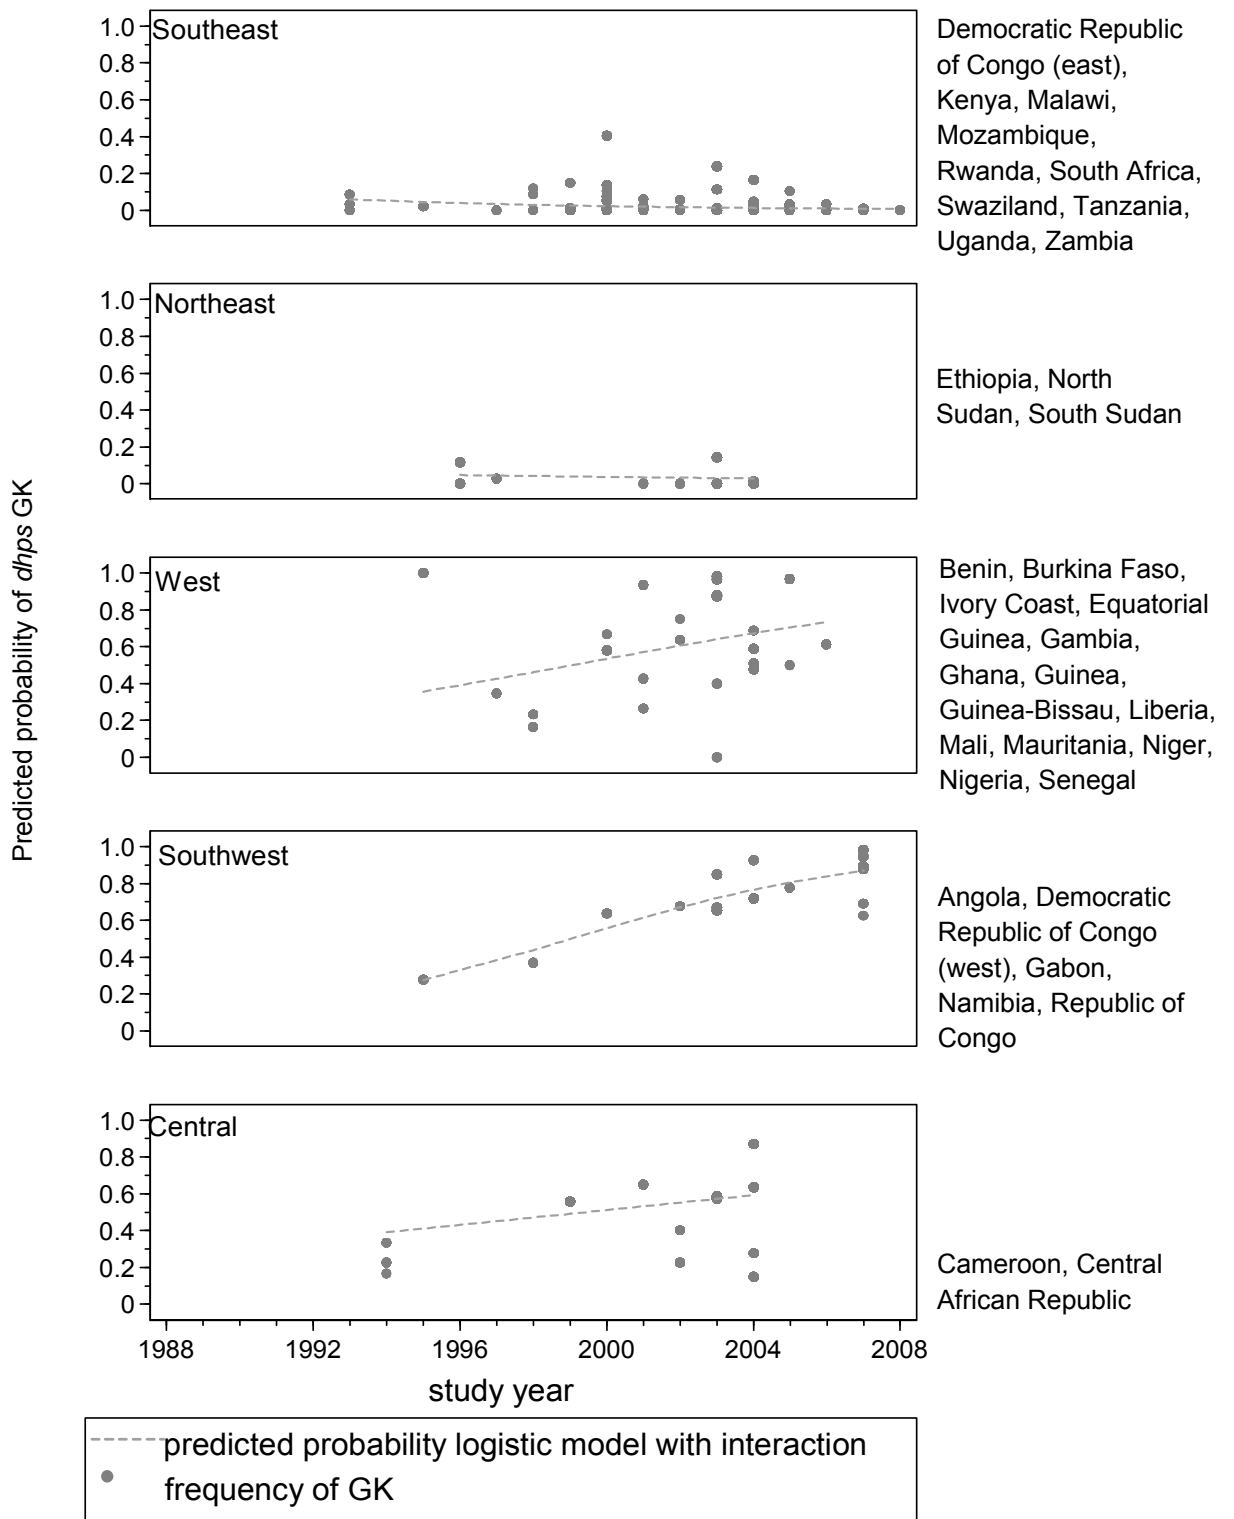 Predicted probability of dhps GK
1.0
0.8
0.6
0.4
0.2
0
Southeast
Democratic Republic
of Congo (east),
Kenya, Malawi,
Mozambique,
Rwanda, South Africa,
Swaziland, Tanzania,
Uganda, Zambia
1.0
0.8
0.6
0.4
0.2
0
Northeast
Ethiopia, North
Sudan, South Sudan
1.0
0.8
0.6
0.4
0.2
0
West
Benin, Burkina Faso,
Ivory Coast, Equatorial
Guinea, Gambia,
Ghana, Guinea,
Guinea-Bissau, Liberia,
Mali, Mauritania, Niger,
Nigeria, Senegal
1.0
0.8
0.6
0.4
0.2
0
Southwest
Angola, Democratic
Republic of Congo
(west), Gabon,
Namibia, Republic of
Congo
1.0
0.8
0.6
0.4
0.2
0
Central
Cameroon, Central
African Republic
1988 1992 1996 2000 2004 2008
study year
predicted probability logistic model with interaction
frequency of GK